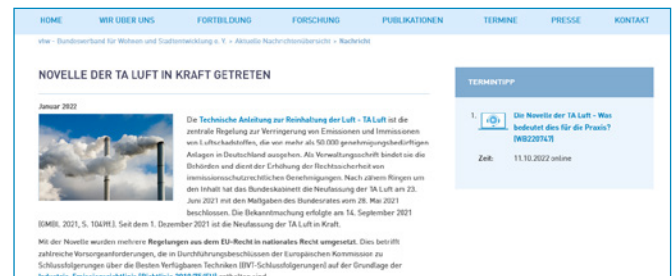 HOME WIR ÜBER UNS FORTBILDUNG FORSCHUNG PUBLIKATIONEN TERMINE PRESSE KONTAKT
vhw - Bundesverband für Wohnen und Stadtentwicklung e. V. » Aktuelle Nachrichtenübersicht » Nachricht
NOVELLE DER TA LUFT IN KRAFT GETRETEN
Januar 2022
Die Technische Anleitung zur Reinhaltung der Luft - TA Luft ist die
zentrale Regelung zur Verringerung von Emissionen und Immissionen
von Luftschadstoffen, die von mehr als 50.000 genehmigungsbedürftigen
Anlagen in Deutschland ausgehen. Als Verwaltungsvorschrift bindet sie die
Behörden und dient der Erhöhung der Rechtssicherheit von
immissionsschutzrechtlichen Genehmigungen. Nach zähem Ringen um
den Inhalt hat das Bundeskabinett die Neufassung der TA Luft am 23.
Juni 2021 mit den Maßgaben des Bundesrates vom 28. Mai 2021
beschlossen. Die Bekanntmachung erfolgte am 14. September 2021
(GMBl. 2021, S. 1049ff.). Seit dem 1. Dezember 2021 ist die Neufassung der TA Luft in Kraft.
Mit der Novelle wurden mehrere Regelungen aus dem EU-Recht in nationales Recht umgesetzt. Dies betrifft
zahlreiche Vorsorgeanforderungen, die in Durchführungsbeschlüssen der Europäischen Kommission zu
Schlussfolgerungen über die Besten Verfügbaren Techniken (BVT-Schlussfolgerungen) auf der Grundlage der
TERMINTIPP
1. Die Novelle der TA Luft - Was
bedeutet dies für die Praxis?
(WB220747)
Zeit: 11.10.2022 online